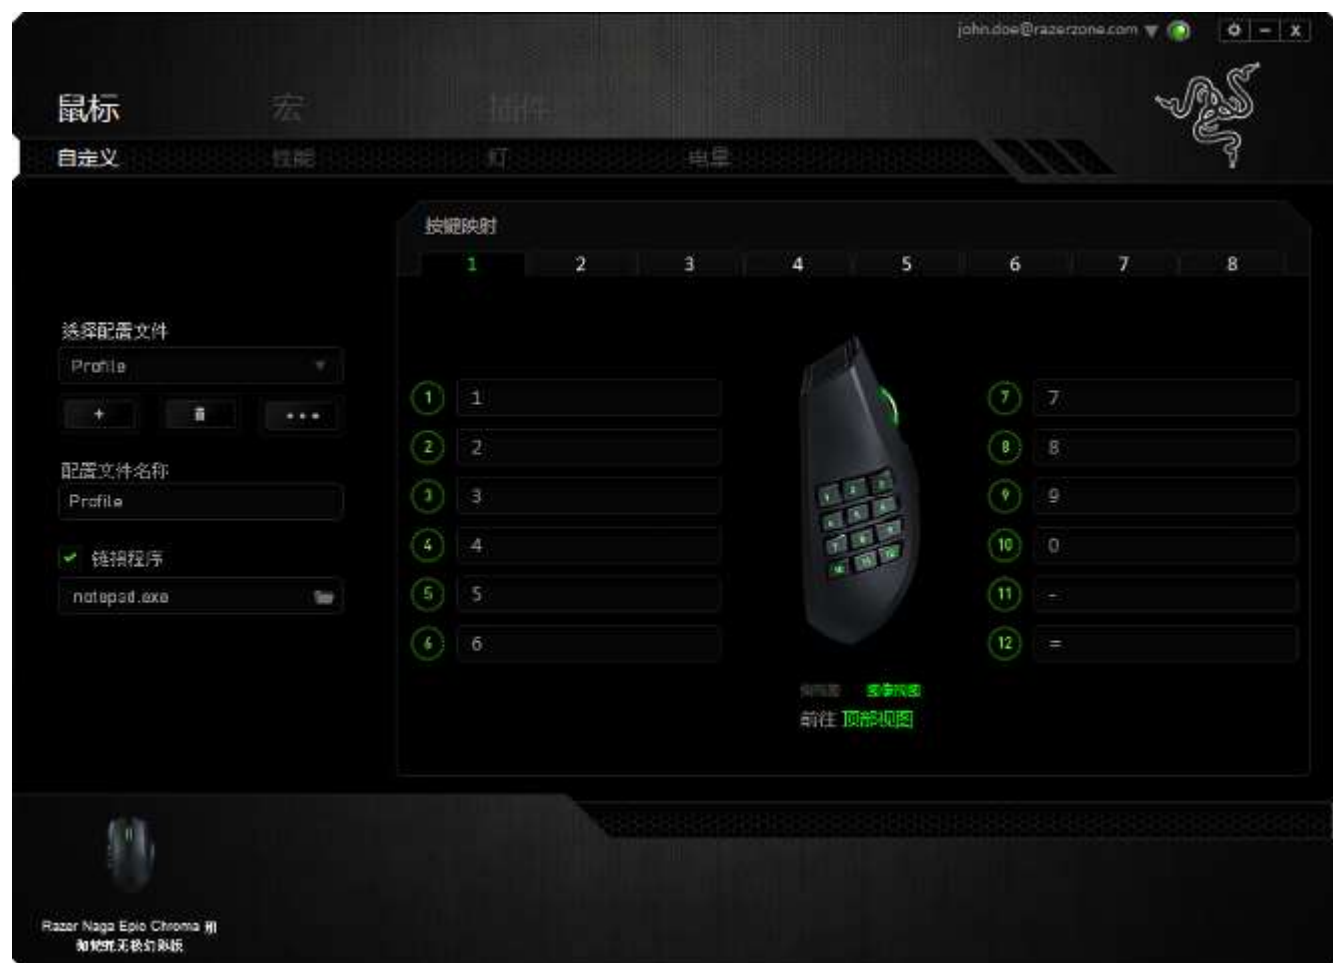 john.doe@razerzone.com
鼠标 宏 插件
自定义 性能 灯 电量
按键映射
1 2 3 4 5 6 7 8
选择配置文件
Profile
配置文件名称
Profile
链接程序
notepad.exe
1 1
2 2
3 3
4 4
5 5
6 6
7 7
8 8
9 9
10 0
11 -
12 =
前往 顶部视图
Razer Naga Epic Chroma